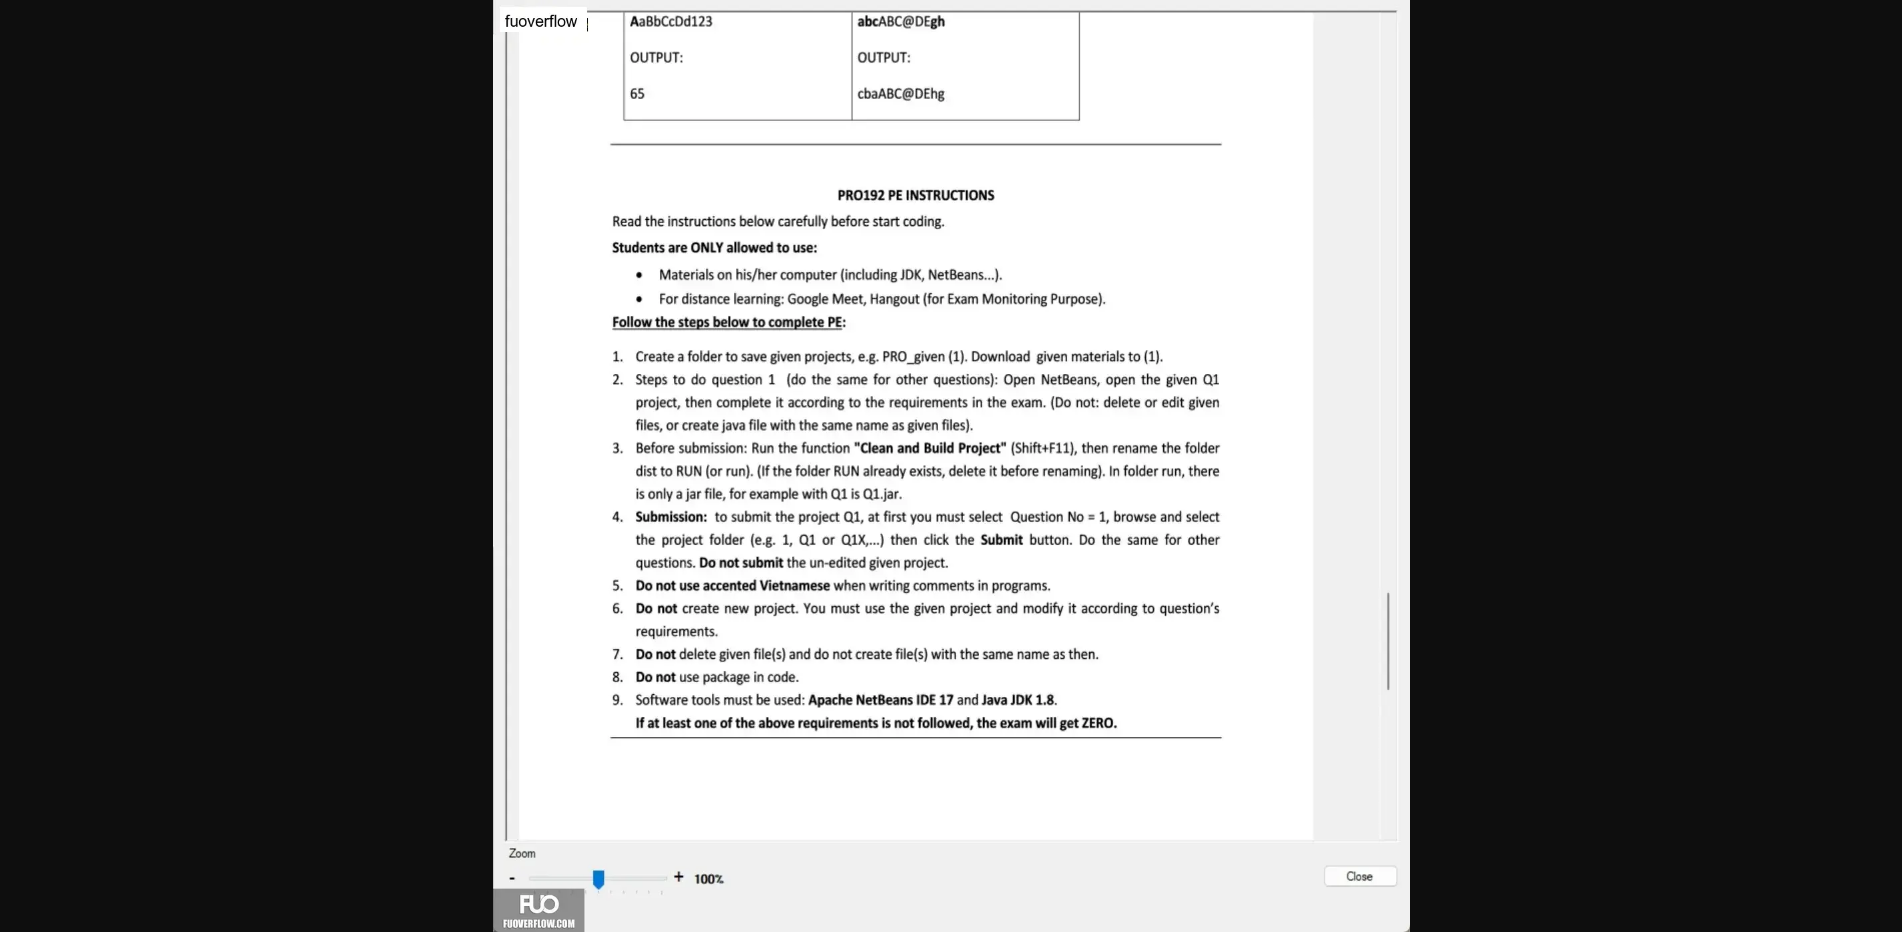 fuoverflow
AaBbCcDd123 abcABC@DEgh
OUTPUT: OUTPUT:
65 cbaABC@DEhg
PRO192 PE INSTRUCTIONS
Read the instructions below carefully before start coding.
Students are ONLY allowed to use:
• Materials on his/her computer (including JDK, NetBeans...).
• For distance learning: Google Meet, Hangout (for Exam Monitoring Purpose).
Follow the steps below to complete PE:
1. Create a folder to save given projects, e.g. PRO_given (1). Download given materials to (1).
2. Steps to do question 1 (do the same for other questions): Open NetBeans, open the given Q1
project, then complete it according to the requirements in the exam. (Do not: delete or edit given
files, or create java file with the same name as given files).
3. Before submission: Run the function "Clean and Build Project" (Shift+F11), then rename the folder
dist to RUN (or run). (If the folder RUN already exists, delete it before renaming). In folder run, there
is only a jar file, for example with Q1 is Q1.jar.
4. Submission: to submit the project Q1, at first you must select Question No = 1, browse and select
the project folder (e.g. 1, Q1 or Q1X,...) then click the Submit button. Do the same for other
questions. Do not submit the un-edited given project.
5. Do not use accented Vietnamese when writing comments in programs.
6. Do not create new project. You must use the given project and modify it according to question's
requirements.
7. Do not delete given file(s) and do not create file(s) with the same name as then.
8. Do not use package in code.
9. Software tools must be used: Apache NetBeans IDE 17 and Java JDK 1.8.
If at least one of the above requirements is not followed, the exam will get ZERO.
Zoom
- + 100%
Close
FUO
FUOVERFLOW.COM